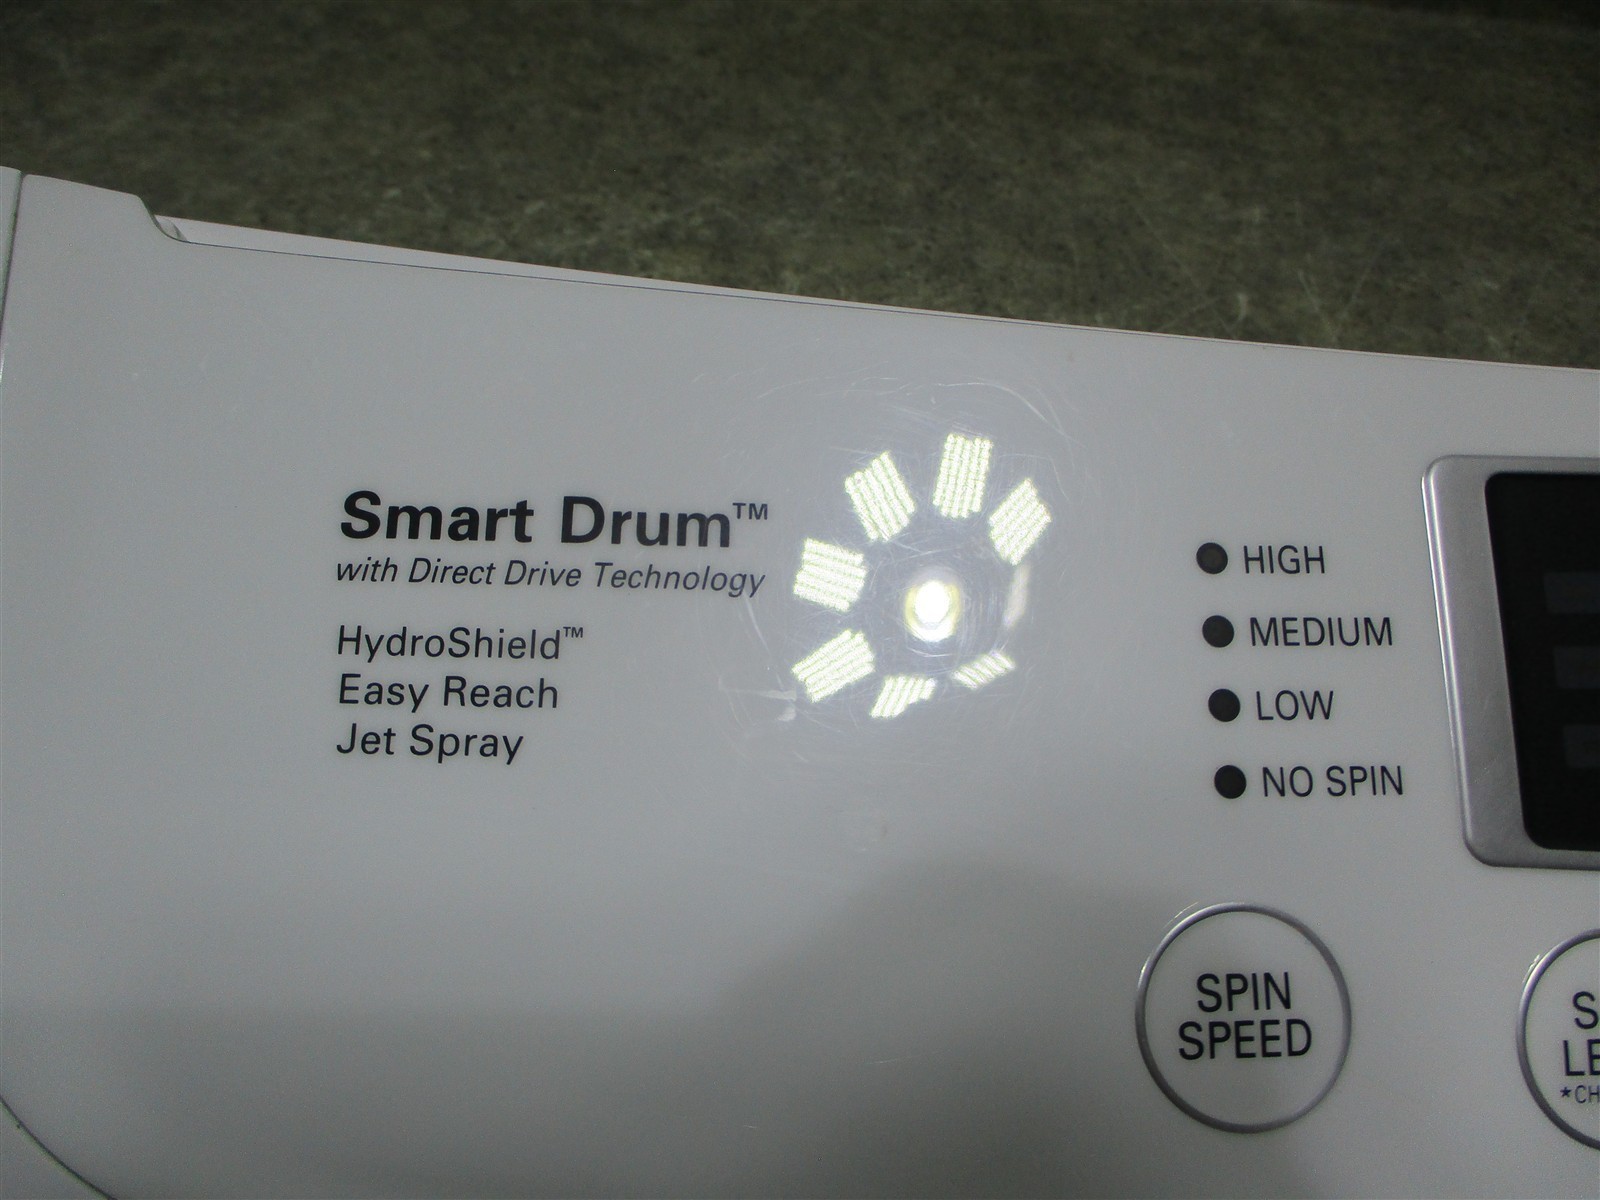 Smart Drum™
with Direct Drive Technology
HydroShield™
Easy Reach
Jet Spray
HIGH
MEDIUM
LOW
NO SPIN
SPIN
SPEED